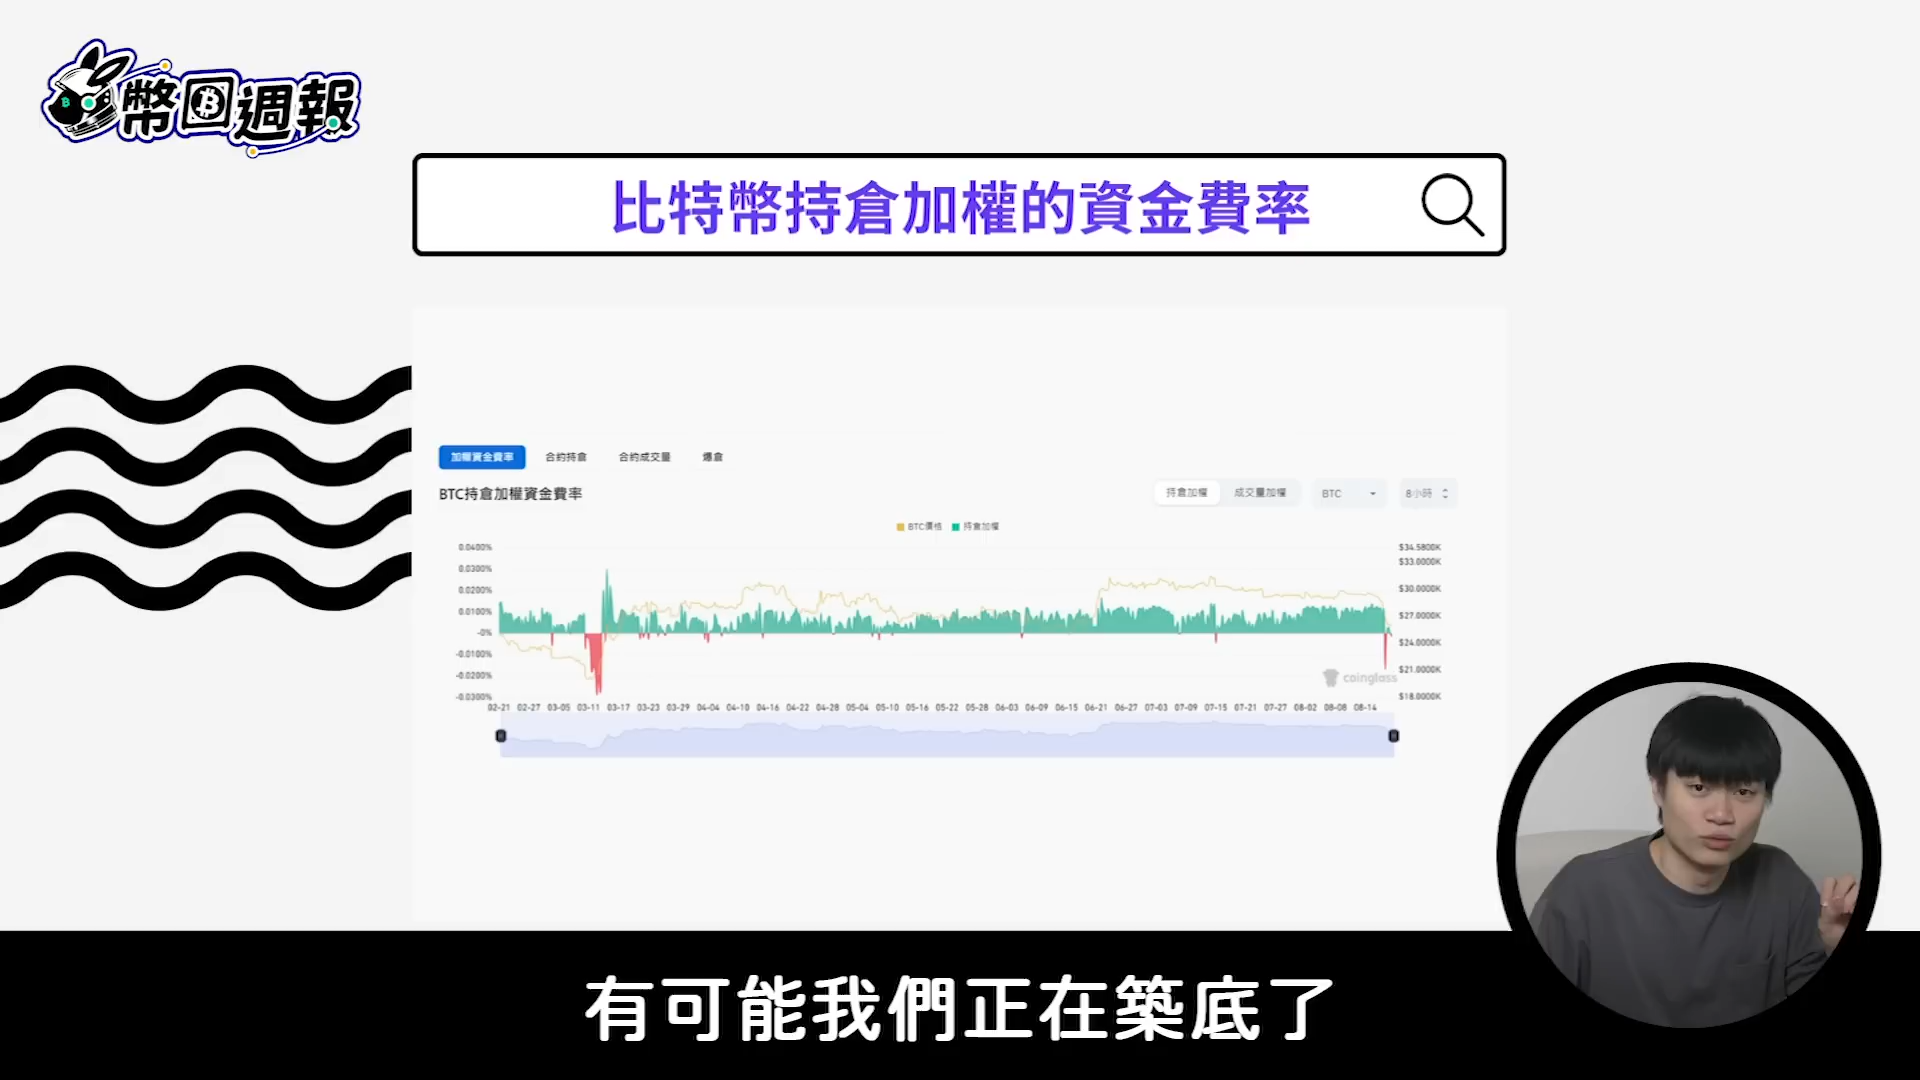 幣圈週報
比特幣持倉加權的資金費率
加權資金費率 合約持倉 合約成交量 爆倉
BTC持倉加權資金費率
持倉加權 成交量加權 BTC 8小時
BTC價格 持倉加權
0.0400%
0.0300%
0.0200%
0.0100%
-0%
-0.0100%
-0.0200%
-0.0300%
$34.5800K
$33.0000K
$30.0000K
$27.0000K
$24.0000K
$21.0000K
$18.0000K
coinglass
02-21 02-27 03-05 03-11 03-17 03-23 03-29 04-04 04-10 04-16 04-22 04-28 05-04 05-10 05-16 05-22 05-28 06-03 06-09 06-15 06-21 06-27 07-03 07-09 07-15 07-21 07-27 08-02 08-08 08-14
有可能我們正在築底了